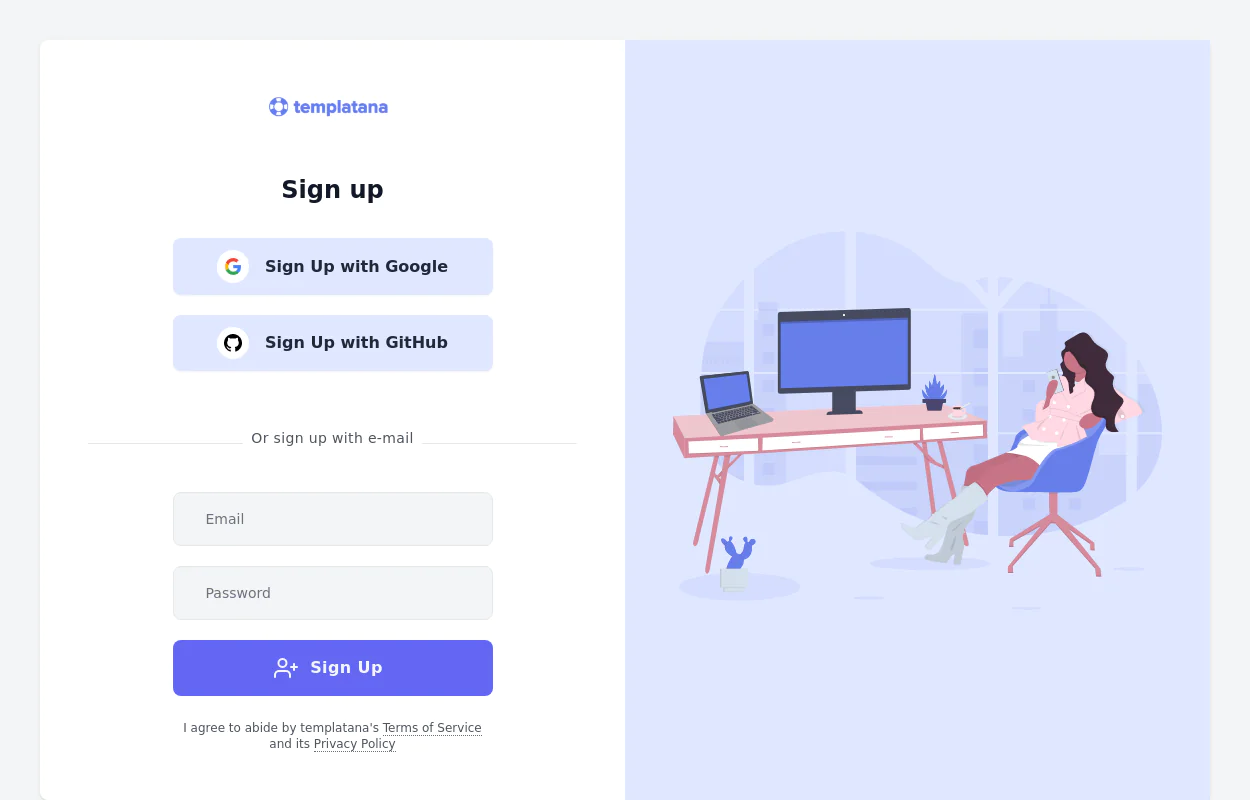 templatana
Sign up
Sign Up with Google
Sign Up with GitHub
Or sign up with e-mail
Email
Password
Sign Up
I agree to abide by templatana's Terms of Service
and its Privacy Policy